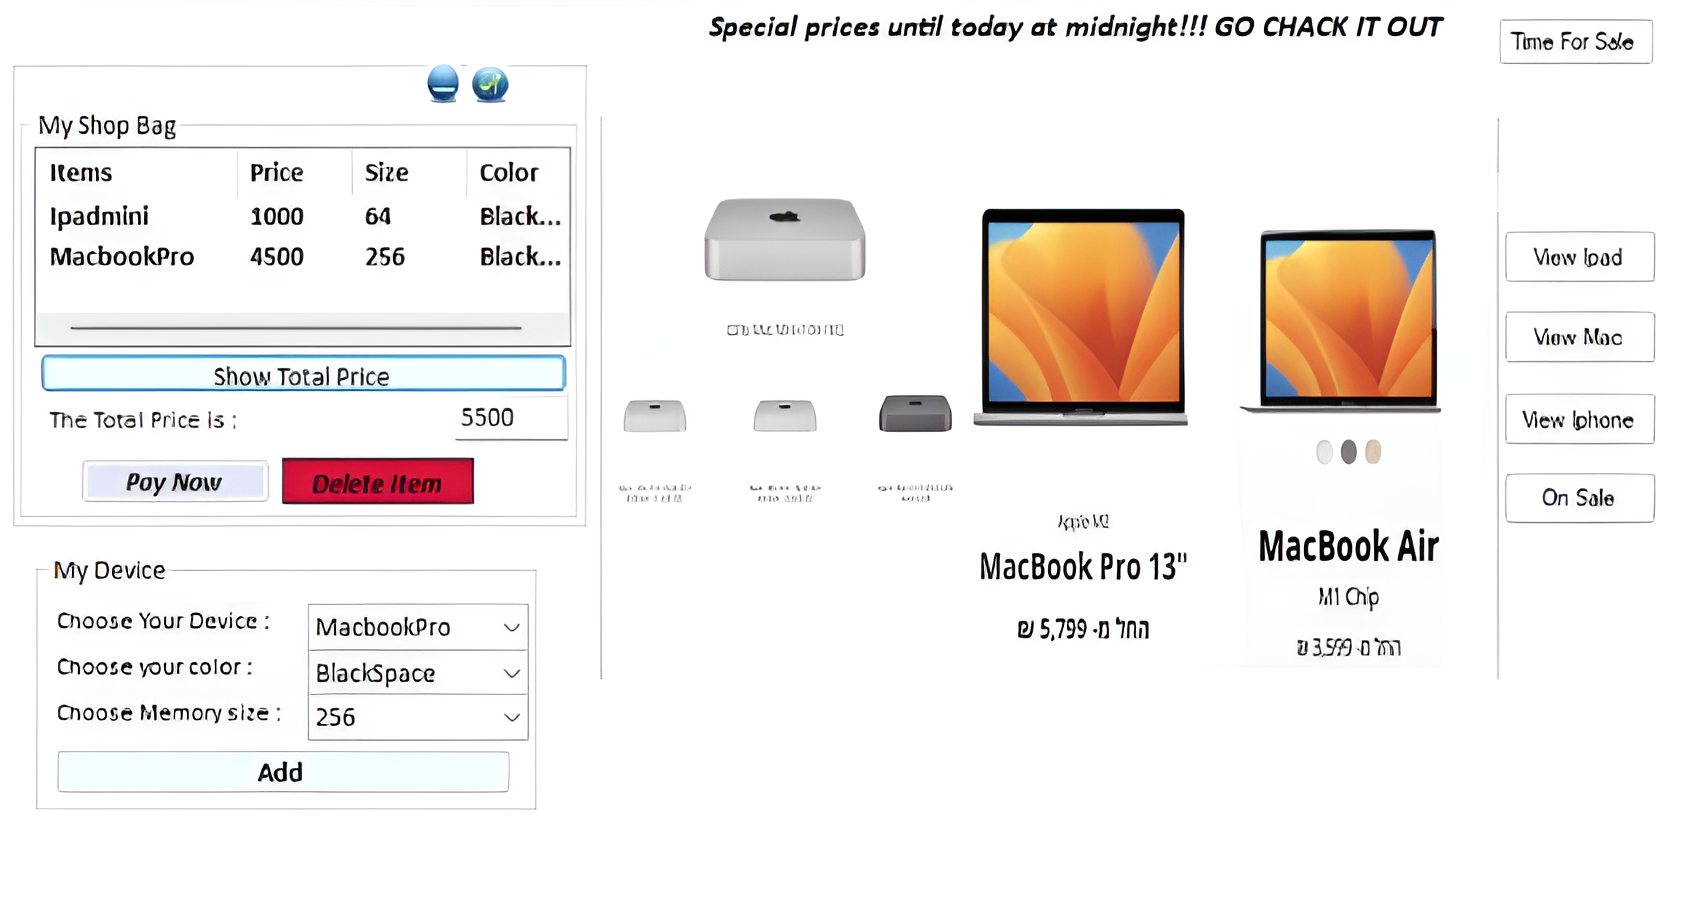 Special prices until today at midnight!!! GO CHACK IT OUT
Time For Sale
My Shop Bag
Items Price Size Color
Ipadmini 1000 64 Black...
MacbookPro 4500 256 Black...
Show Total Price
The Total Price is :
5500
Pay Now
Delete Item
My Device
Choose Your Device :
MacbookPro
Choose your color :
BlackSpace
Choose Memory size :
256
Add
Apple M2
MacBook Pro 13"
החל מ- 5,799 ₪
MacBook Air
M1 Chip
החל מ- 3,599 ₪
View Ipad
View Mac
View Iphone
On Sale